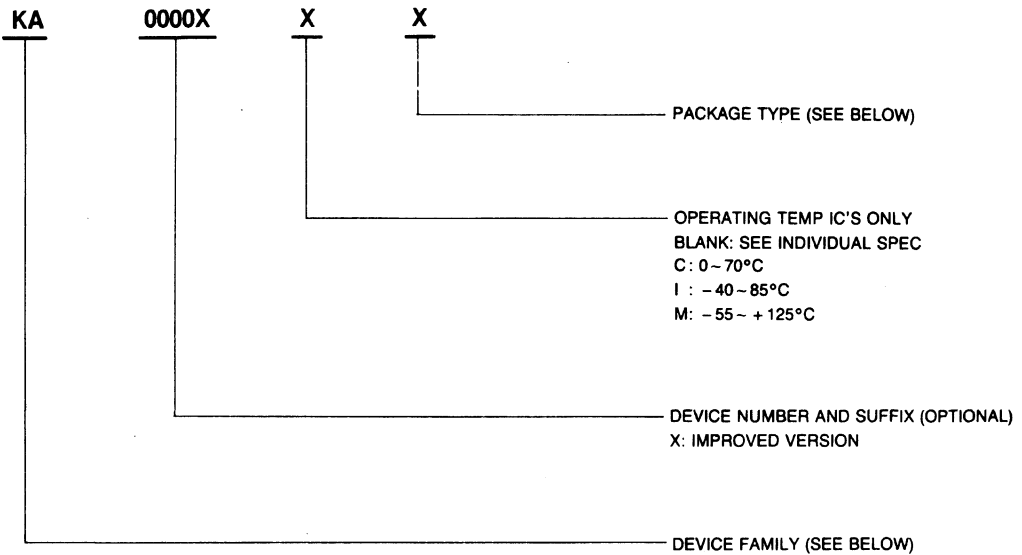 KA 0000X X X
PACKAGE TYPE (SEE BELOW)
OPERATING TEMP IC'S ONLY
BLANK: SEE INDIVIDUAL SPEC
C: 0~70°C
I : -40~85°C
M: -55~ +125°C
DEVICE NUMBER AND SUFFIX (OPTIONAL)
X: IMPROVED VERSION
DEVICE FAMILY (SEE BELOW)